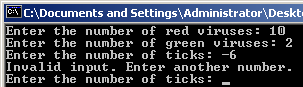 C:\Documents and Settings\Administrator\Deskto
Enter the number of red viruses: 10
Enter the number of green viruses: 2
Enter the number of ticks: -6
Invalid input. Enter another number.
Enter the number of ticks: _